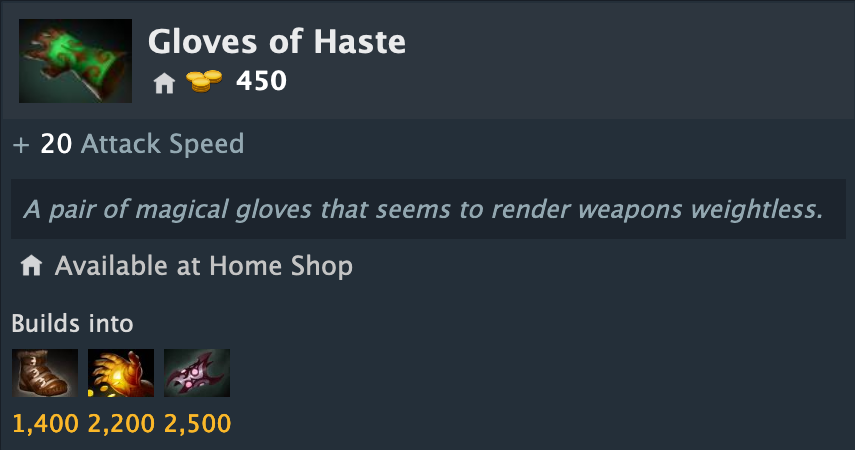 Gloves of Haste
450
+ 20 Attack Speed
A pair of magical gloves that seems to render weapons weightless.
Available at Home Shop
Builds into
1,400 2,200 2,500